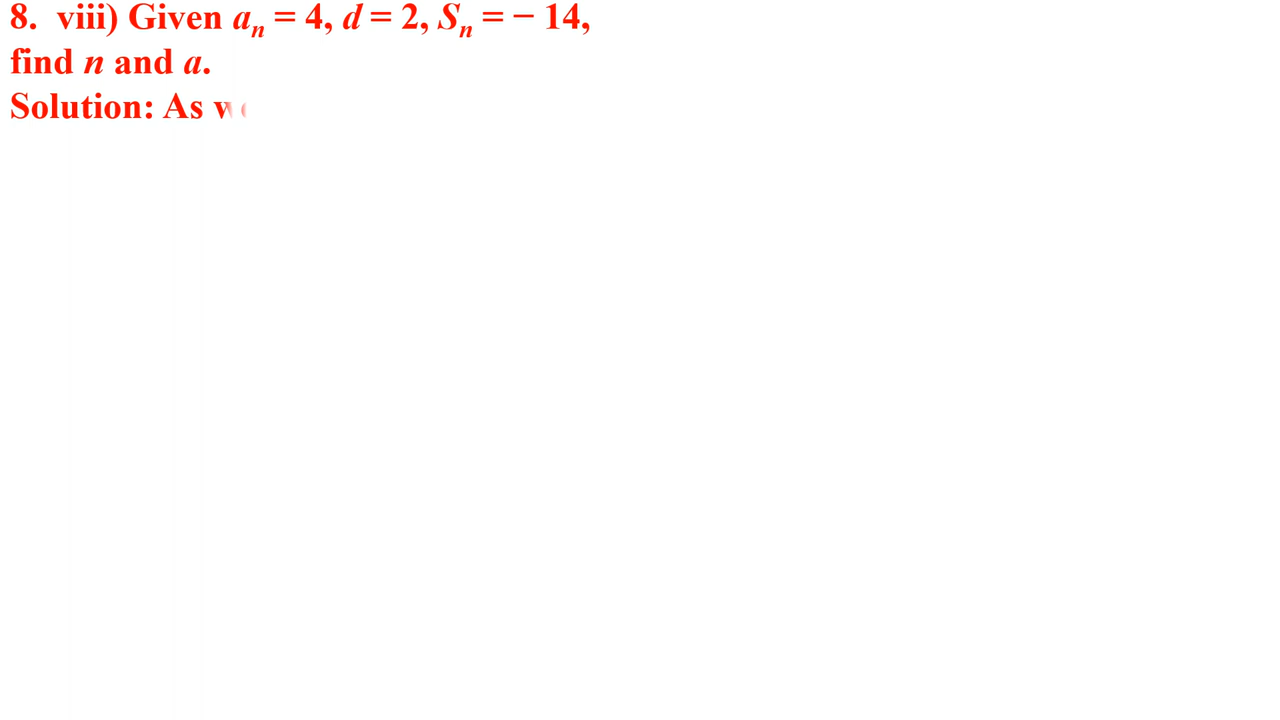 8. viii) Given aₙ = 4, d = 2, Sₙ = − 14,
find n and a.
Solution: As